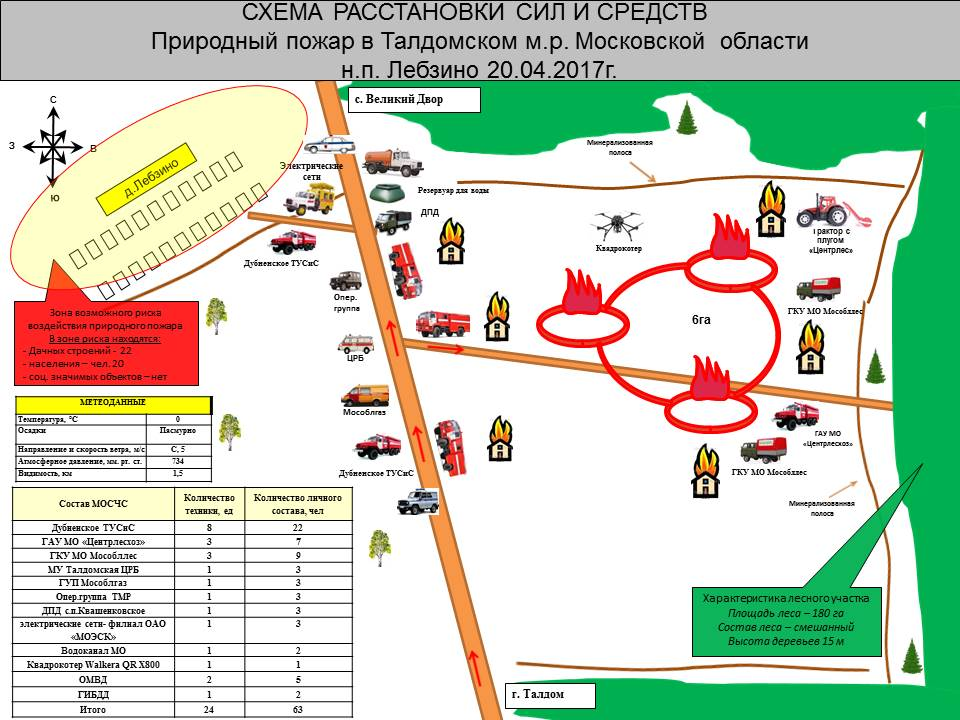 СХЕМА РАССТАНОВКИ СИЛ И СРЕДСТВ
Природный пожар в Талдомском м.р. Московской области
н.п. Лебзино 20.04.2017г.
с. Великий Двор
С
З
В
Ю
д.Лебзино
Электрические
сети
Резервуар для воды
ДПД
Дубненское ТУСиС
Минерализованная
полоса
Квадрокотер
Трактор с
плугом
«Центрлес»
Опер.
группа
ГКУ МО Мособллес
6га
ЦРБ
Зона возможного риска
воздействия природного пожара
В зоне риска находятся:
- Дачных строений - 22
- населения – чел. 20
- соц. значимых объектов – нет
Мособлгаз
Дубненское ТУСиС
ГАУ МО
«Центрлесхоз»
ГКУ МО Мособллес
Минерализованная
полоса
МЕТЕОДАННЫЕ
Температура, °С 0
Осадки Пасмурно
Направление и скорость ветра, м/с С, 5
Атмосферное давление, мм. рт. ст. 734
Видимость, км 1,5
Состав МОСЧС Количество техники, ед Количество личного состава, чел
Дубненское ТУСиС 8 22
ГАУ МО «Центрлесхоз» 3 7
ГКУ МО Мособллес 3 9
МУ Талдомская ЦРБ 1 3
ГУП Мособлгаз 1 3
Опер.группа ТМР 1 3
ДПД с.п.Квашенковское 1 3
электрические сети- филиал ОАО «МОЭСК» 1 3
Водоканал МО 1 2
Квадрокотер Walkera QR X800 1 1
ОМВД 2 5
ГИБДД 1 2
Итого 24 63
Характеристика лесного участка
Площадь леса – 180 га
Состав леса – смешанный
Высота деревьев 15 м
г. Талдом